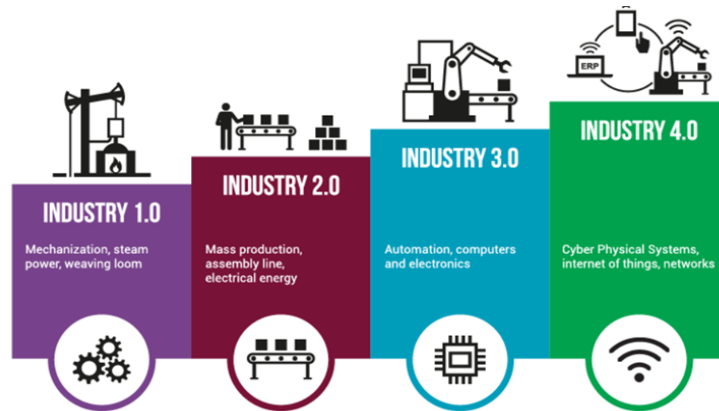 ERP
INDUSTRY 1.0
Mechanization, steam
power, weaving loom
INDUSTRY 2.0
Mass production,
assembly line,
electrical energy
INDUSTRY 3.0
Automation, computers
and electronics
INDUSTRY 4.0
Cyber Physical Systems,
internet of things, networks